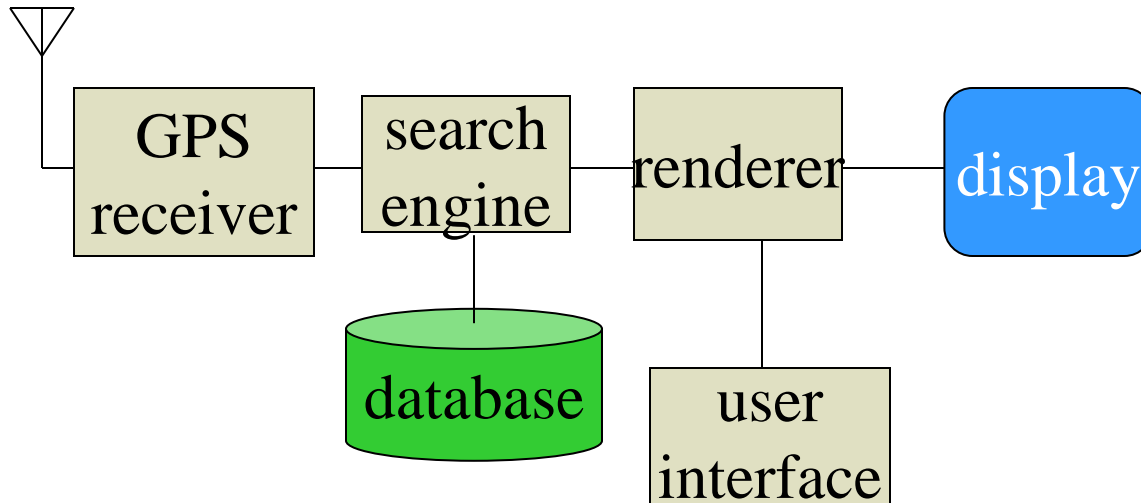 GPS
receiver
search
engine
renderer
display
database
user
interface